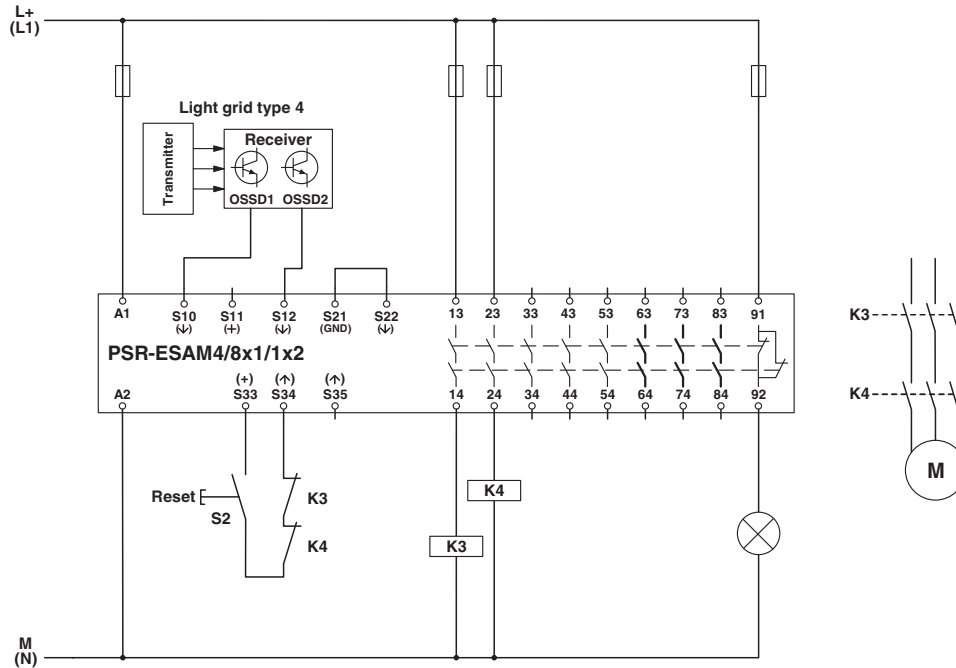 L+
(L1)
Light grid type 4
Transmitter
Receiver
OSSD1 OSSD2
A1 S10 S11 S12 S21 S22 13 23 33 43 53 63 73 83 91
(↓) (+) (↓) (GND) (↓)
PSR-ESAM4/8x1/1x2
(+) (↑) (↑)
A2 S33 S34 S35 14 24 34 44 54 64 74 84 92
K3
K4
M
Reset
S2
K3
K4
K4
K3
M
(N)